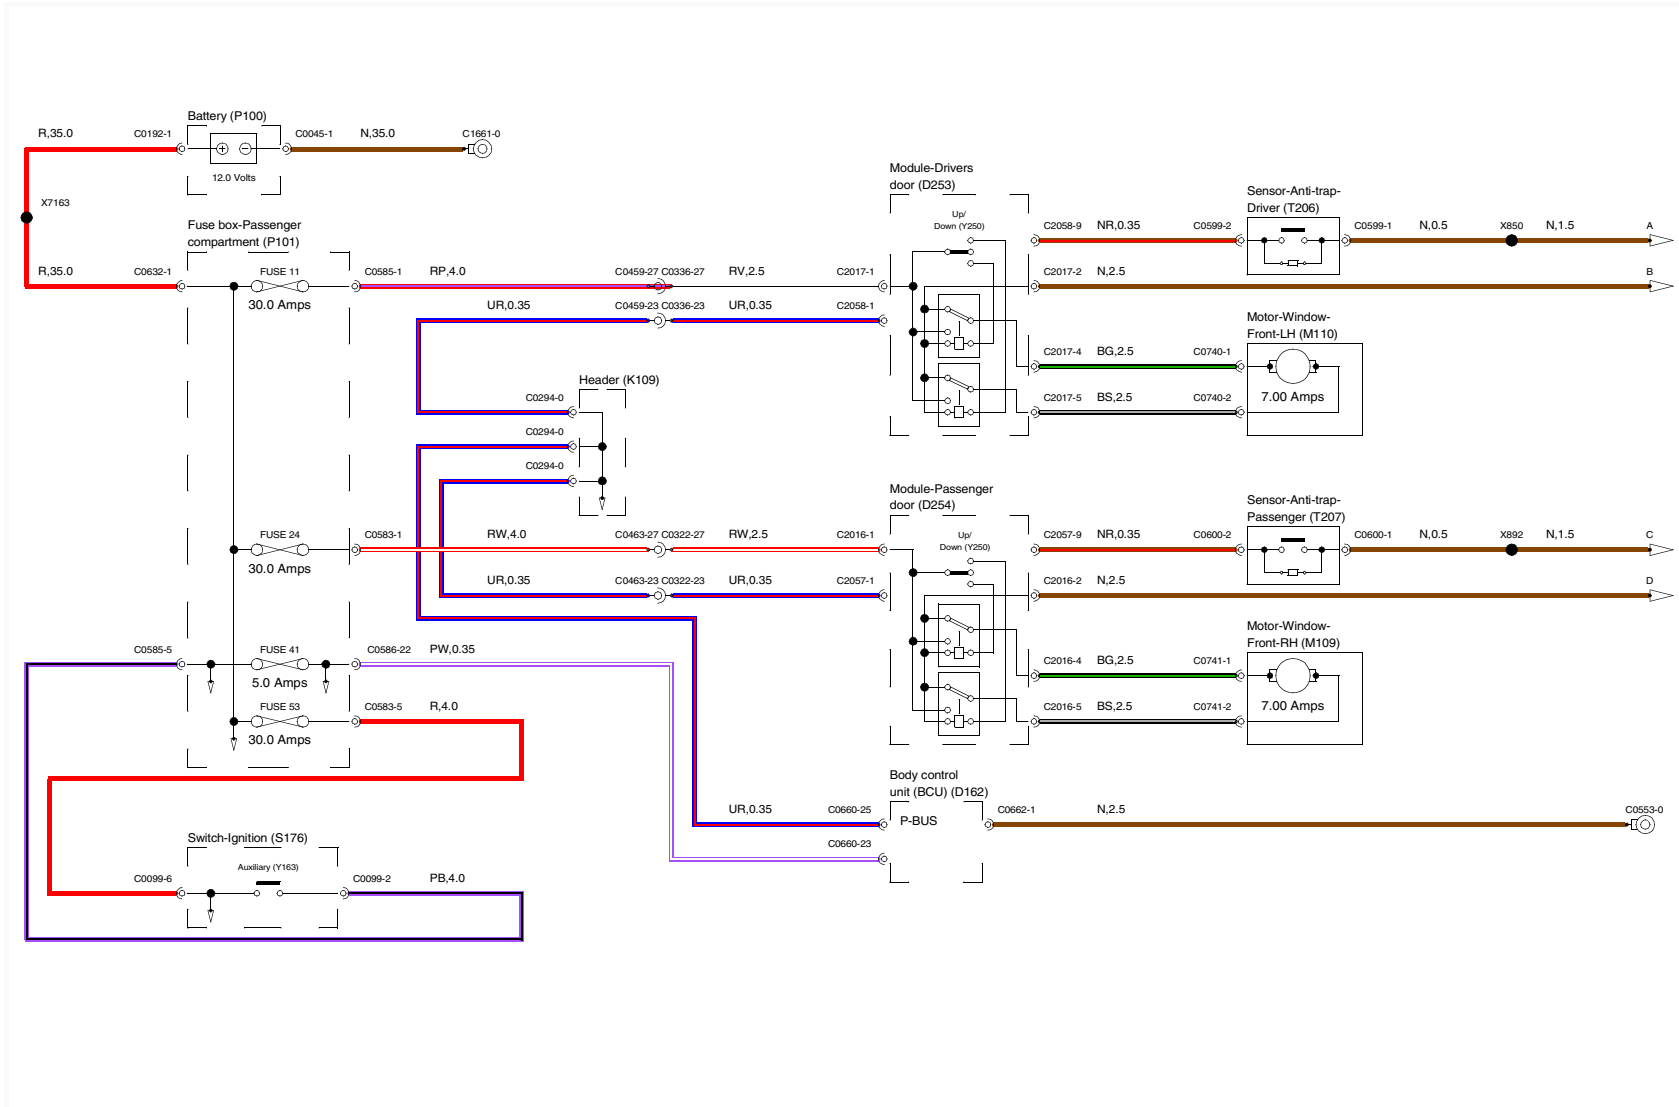 Battery (P100)
R,35.0
C0192-1
C0045-1
N,35.0
C1661-0
12.0 Volts
X7163
Fuse box-Passenger
compartment (P101)
R,35.0
C0632-1
FUSE 11
30.0 Amps
C0585-1
RP,4.0
C0459-27 C0336-27
RV,2.5
C2017-1
UR,0.35
C0459-23 C0336-23
UR,0.35
C2058-1
Module-Drivers
door (D253)
Up/
Down (Y250)
C2058-9
NR,0.35
C0599-2
Sensor-Anti-trap-
Driver (T206)
C0599-1
N,0.5
X850
N,1.5
A
C2017-2
N,2.5
B
Motor-Window-
Front-LH (M110)
C2017-4
BG,2.5
C0740-1
7.00 Amps
C2017-5
BS,2.5
C0740-2
Header (K109)
C0294-0
C0294-0
C0294-0
FUSE 24
30.0 Amps
C0583-1
RW,4.0
C0463-27 C0322-27
RW,2.5
C2016-1
UR,0.35
C0463-23 C0322-23
UR,0.35
C2057-1
Module-Passenger
door (D254)
Up/
Down (Y250)
C2057-9
NR,0.35
C0600-2
Sensor-Anti-trap-
Passenger (T207)
C0600-1
N,0.5
X892
N,1.5
C
C2016-2
N,2.5
D
Motor-Window-
Front-RH (M109)
C2016-4
BG,2.5
C0741-1
7.00 Amps
C2016-5
BS,2.5
C0741-2
C0585-5
FUSE 41
5.0 Amps
C0586-22
PW,0.35
FUSE 53
30.0 Amps
C0583-5
R,4.0
Body control
unit (BCU) (D162)
UR,0.35
C0660-25
P-BUS
C0662-1
N,2.5
C0553-0
C0660-23
Switch-Ignition (S176)
Auxiliary (Y163)
C0099-6
C0099-2
PB,4.0